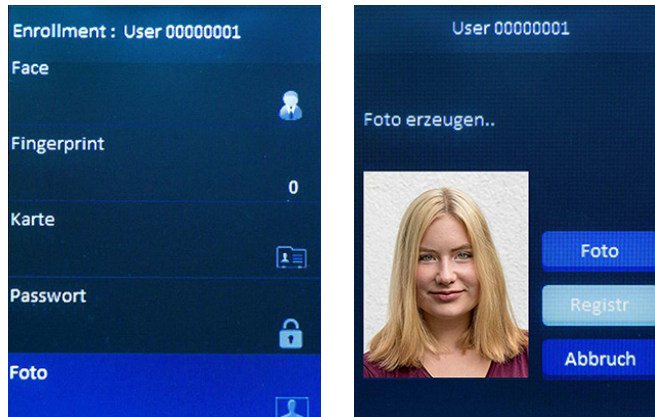 Enrollment : User 00000001
Face
Fingerprint
0
Karte
Passwort
Foto
User 00000001
Foto erzeugen..
Foto
Registr
Abbruch